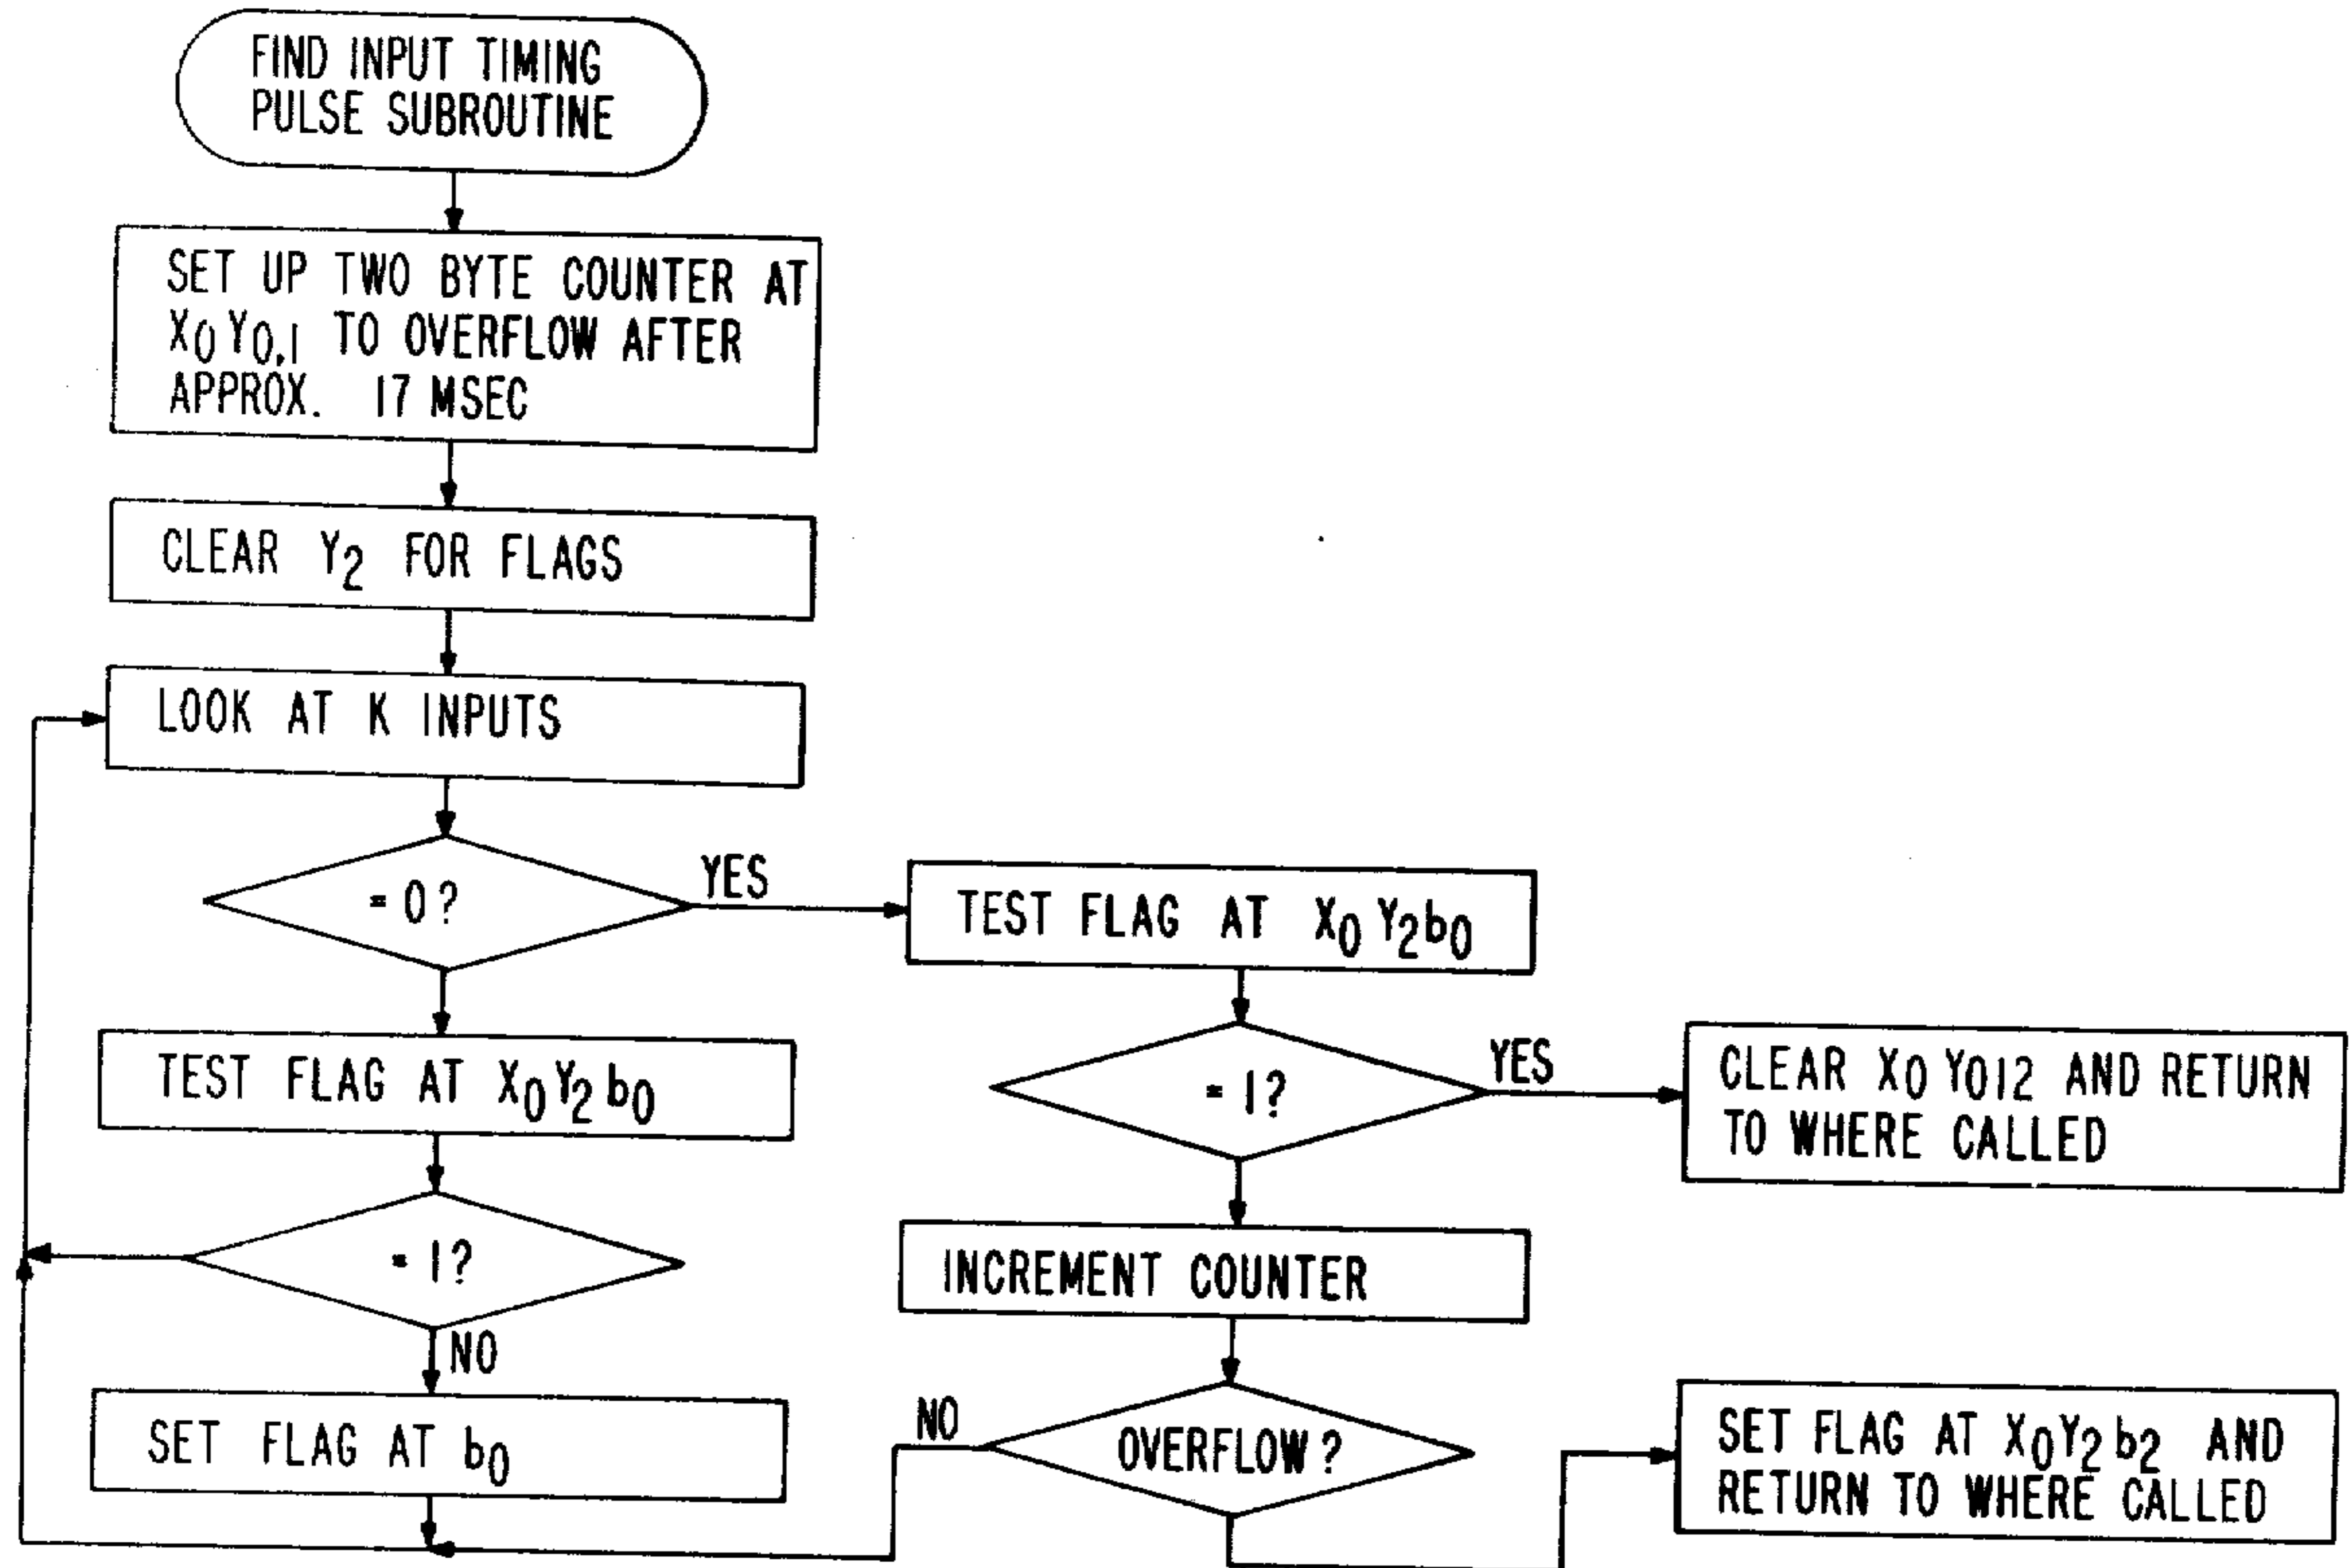 FIND INPUT TIMING
PULSE SUBROUTINE
SET UP TWO BYTE COUNTER AT
X0 Y0,1 TO OVERFLOW AFTER
APPROX. 17 MSEC
CLEAR Y2 FOR FLAGS
LOOK AT K INPUTS
= 0?
YES
TEST FLAG AT X0 Y2 b0
TEST FLAG AT X0 Y2 b0
= 1?
YES
CLEAR X0 Y012 AND RETURN
TO WHERE CALLED
= 1?
NO
INCREMENT COUNTER
SET FLAG AT b0
NO
OVERFLOW?
SET FLAG AT X0Y2 b2 AND
RETURN TO WHERE CALLED